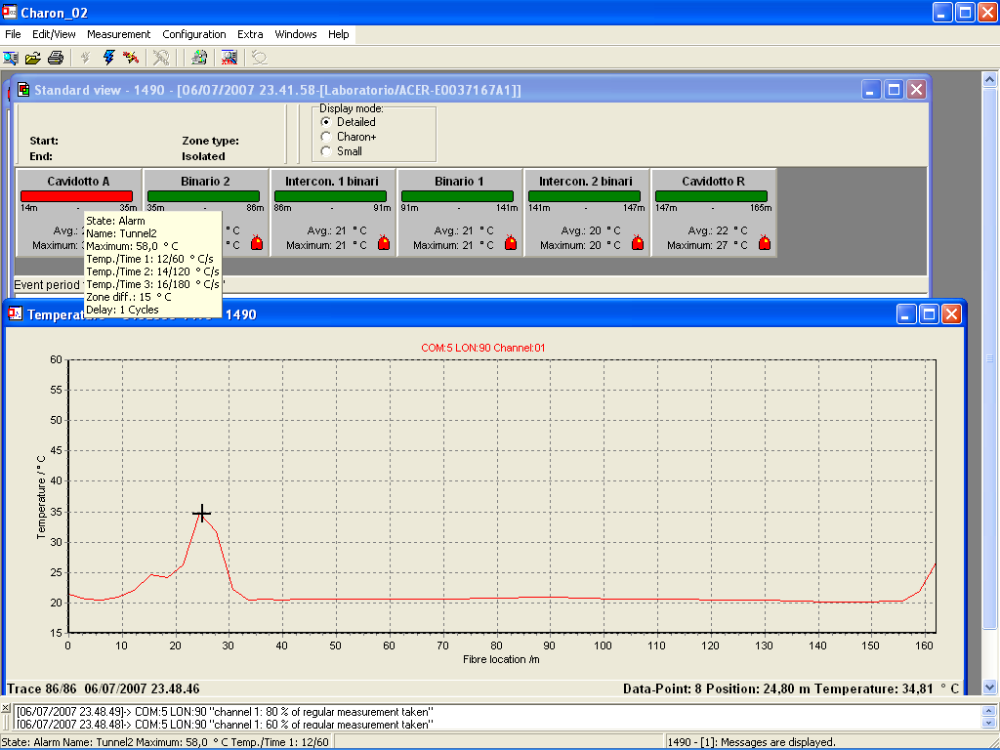 Charon_02
File Edit/View Measurement Configuration Extra Windows Help
Standard view - 1490 - [06/07/2007 23.41.58-[Laboratorio/ACER-E0037167A1]]
Display mode:
Detailed
Charon+
Small
Start:
End:
Zone type:
Isolated
Cavidotto A
14m - 35m
Avg.:
Maximum:
Binario 2
35m - 86m
° C
° C
Intercon. 1 binari
86m - 91m
Avg.: 21 ° C
Maximum: 21 ° C
Binario 1
91m - 141m
Avg.: 21 ° C
Maximum: 21 ° C
Intercon. 2 binari
141m - 147m
Avg.: 20 ° C
Maximum: 20 ° C
Cavidotto R
147m - 165m
Avg.: 22 ° C
Maximum: 27 ° C
State: Alarm
Name: Tunnel2
Maximum: 58,0 ° C
Temp./Time 1: 12/60 ° C/s
Temp./Time 2: 14/120 ° C/s
Temp./Time 3: 16/180 ° C/s
Zone diff.: 15 ° C
Delay: 1 Cycles
Event period
1490
COM:5 LON:90 Channel:01
Temperature / ° C
60
55
50
45
40
35
30
25
20
15
0 10 20 30 40 50 60 70 80 90 100 110 120 130 140 150 160
Fibre location /m
Trace 86/86 06/07/2007 23.48.46
Data-Point: 8 Position: 24,80 m Temperature: 34,81 ° C
[06/07/2007 23.48.49]-> COM:5 LON:90 "channel 1: 80 % of regular measurement taken"
[06/07/2007 23.48.48]-> COM:5 LON:90 "channel 1: 60 % of regular measurement taken"
State: Alarm Name: Tunnel2 Maximum: 58,0 ° C Temp./Time 1: 12/60
1490 - [1]: Messages are displayed.